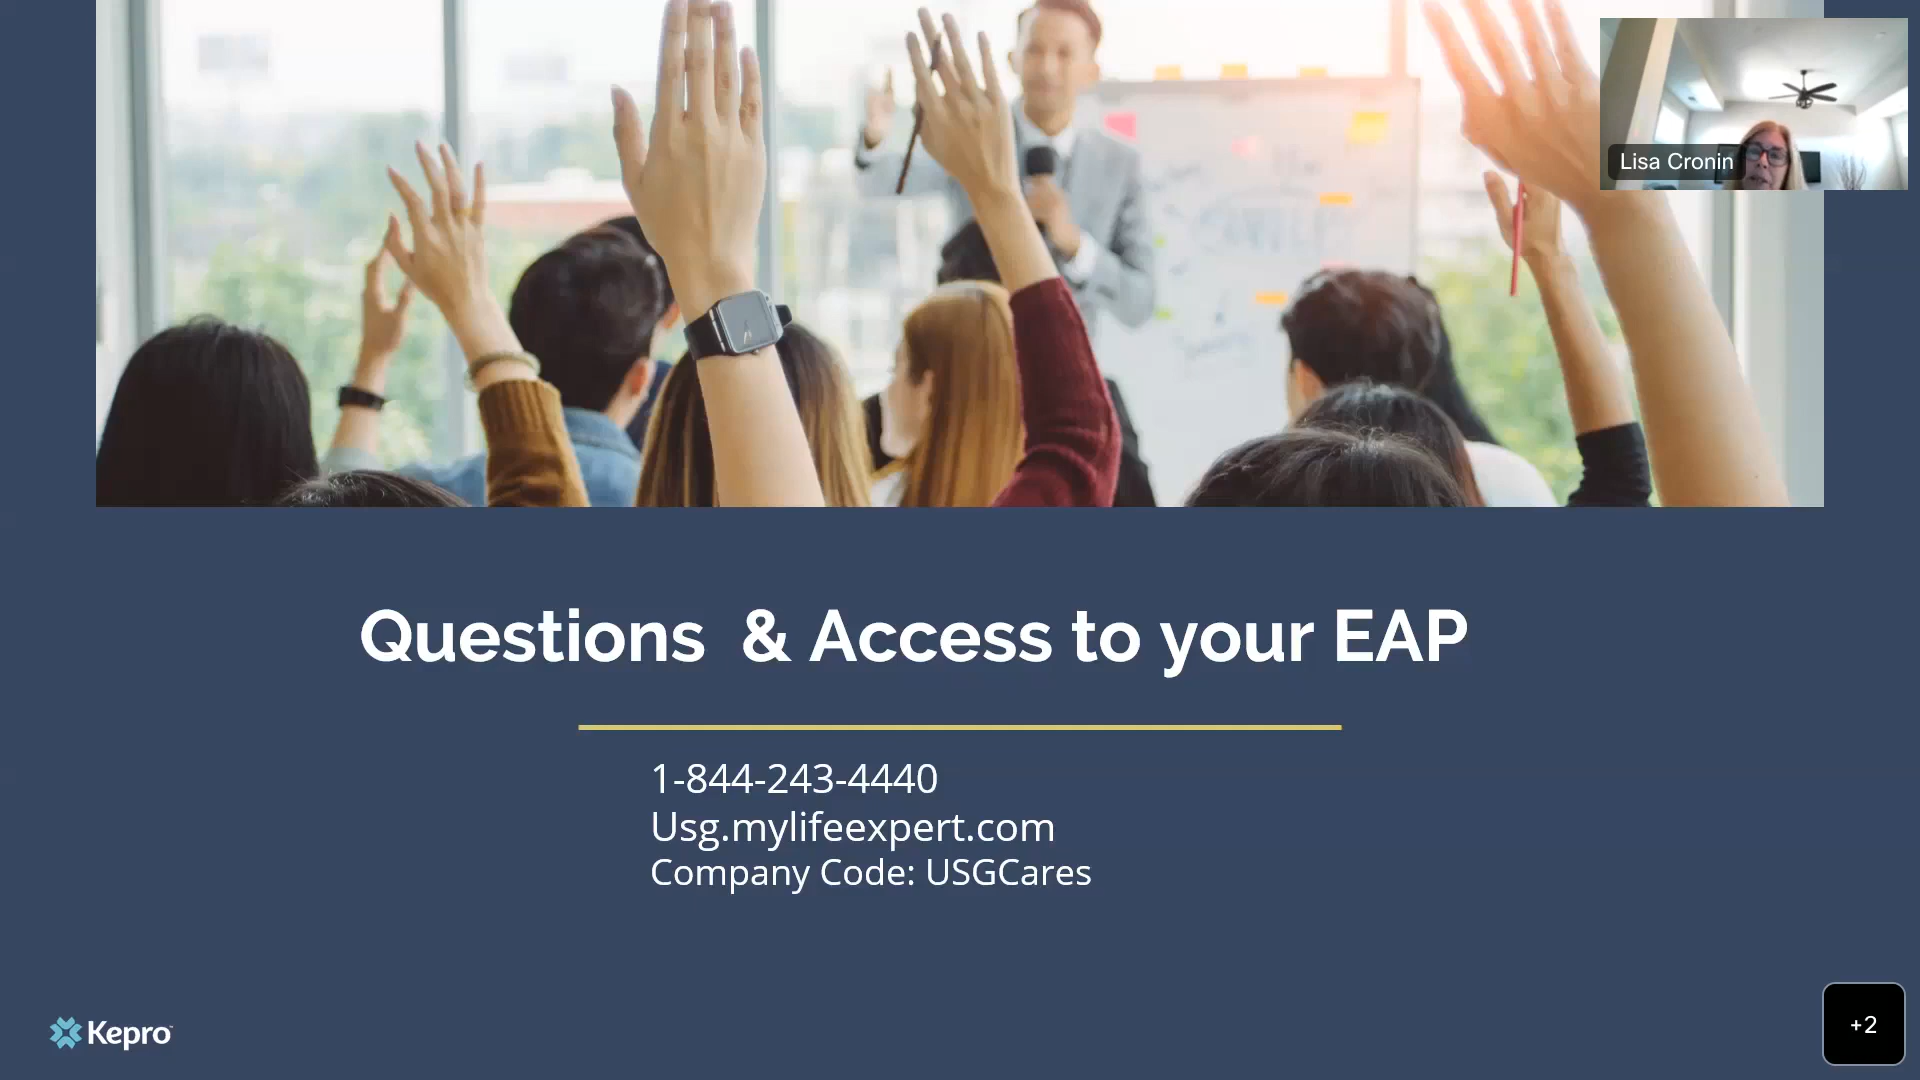 Lisa Cronin
Questions & Access to your EAP
1-844-243-4440
Usg.mylifeexpert.com
Company Code: USGCares
Kepro
+2